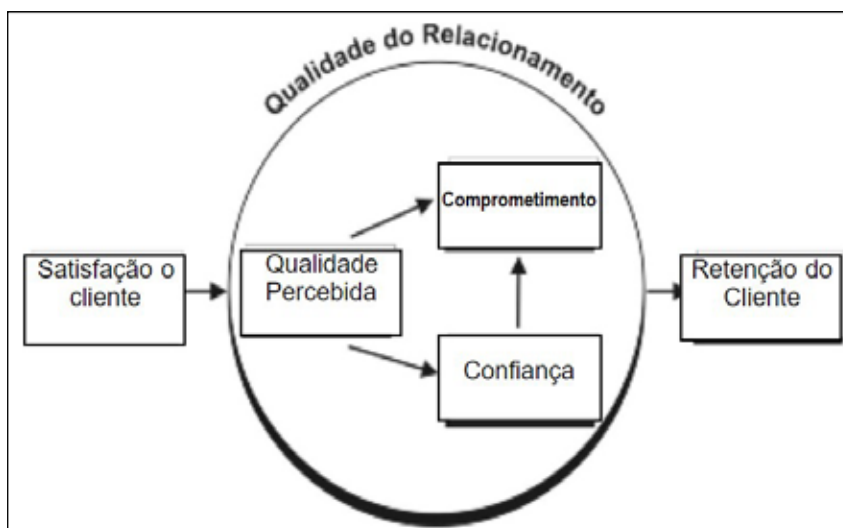 Qualidade do Relacionamento
Comprometimento
Satisfação o
cliente
Qualidade
Percebida
Retenção do
Cliente
Confiança